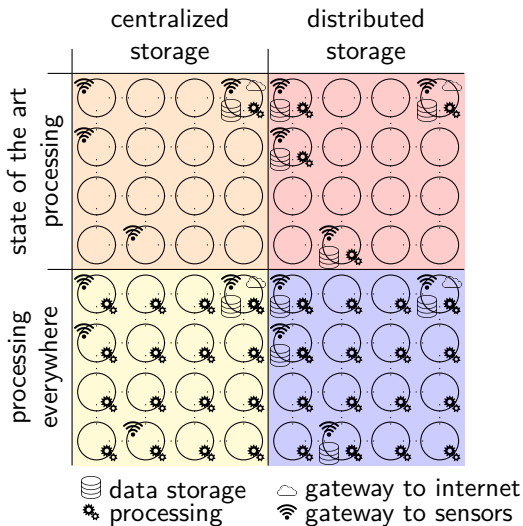 centralized
storage
distributed
storage
state of the art
processing
processing
everywhere
data storage
gateway to internet
processing
gateway to sensors